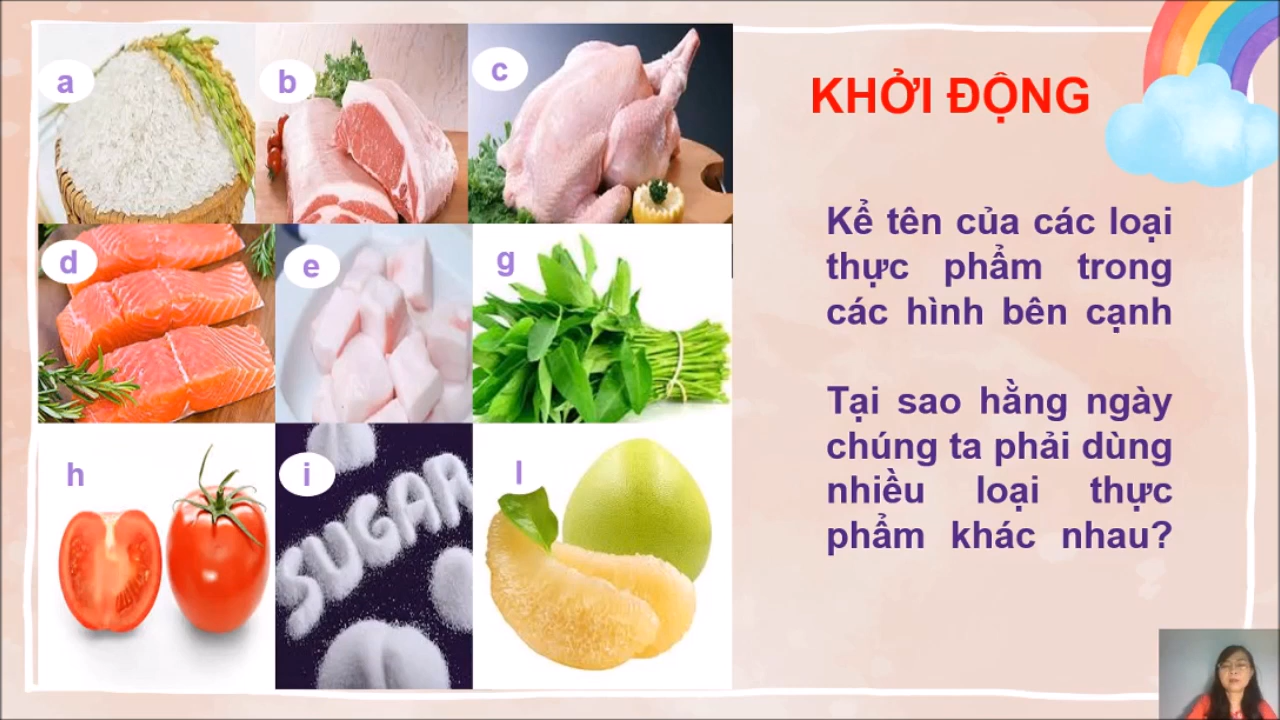 a
b
c
d
e
g
h
i
l
SUGAR
KHỞI ĐỘNG
Kể tên của các loại
thực phẩm trong
các hình bên cạnh
Tại sao hằng ngày
chúng ta phải dùng
nhiều loại thực
phẩm khác nhau?